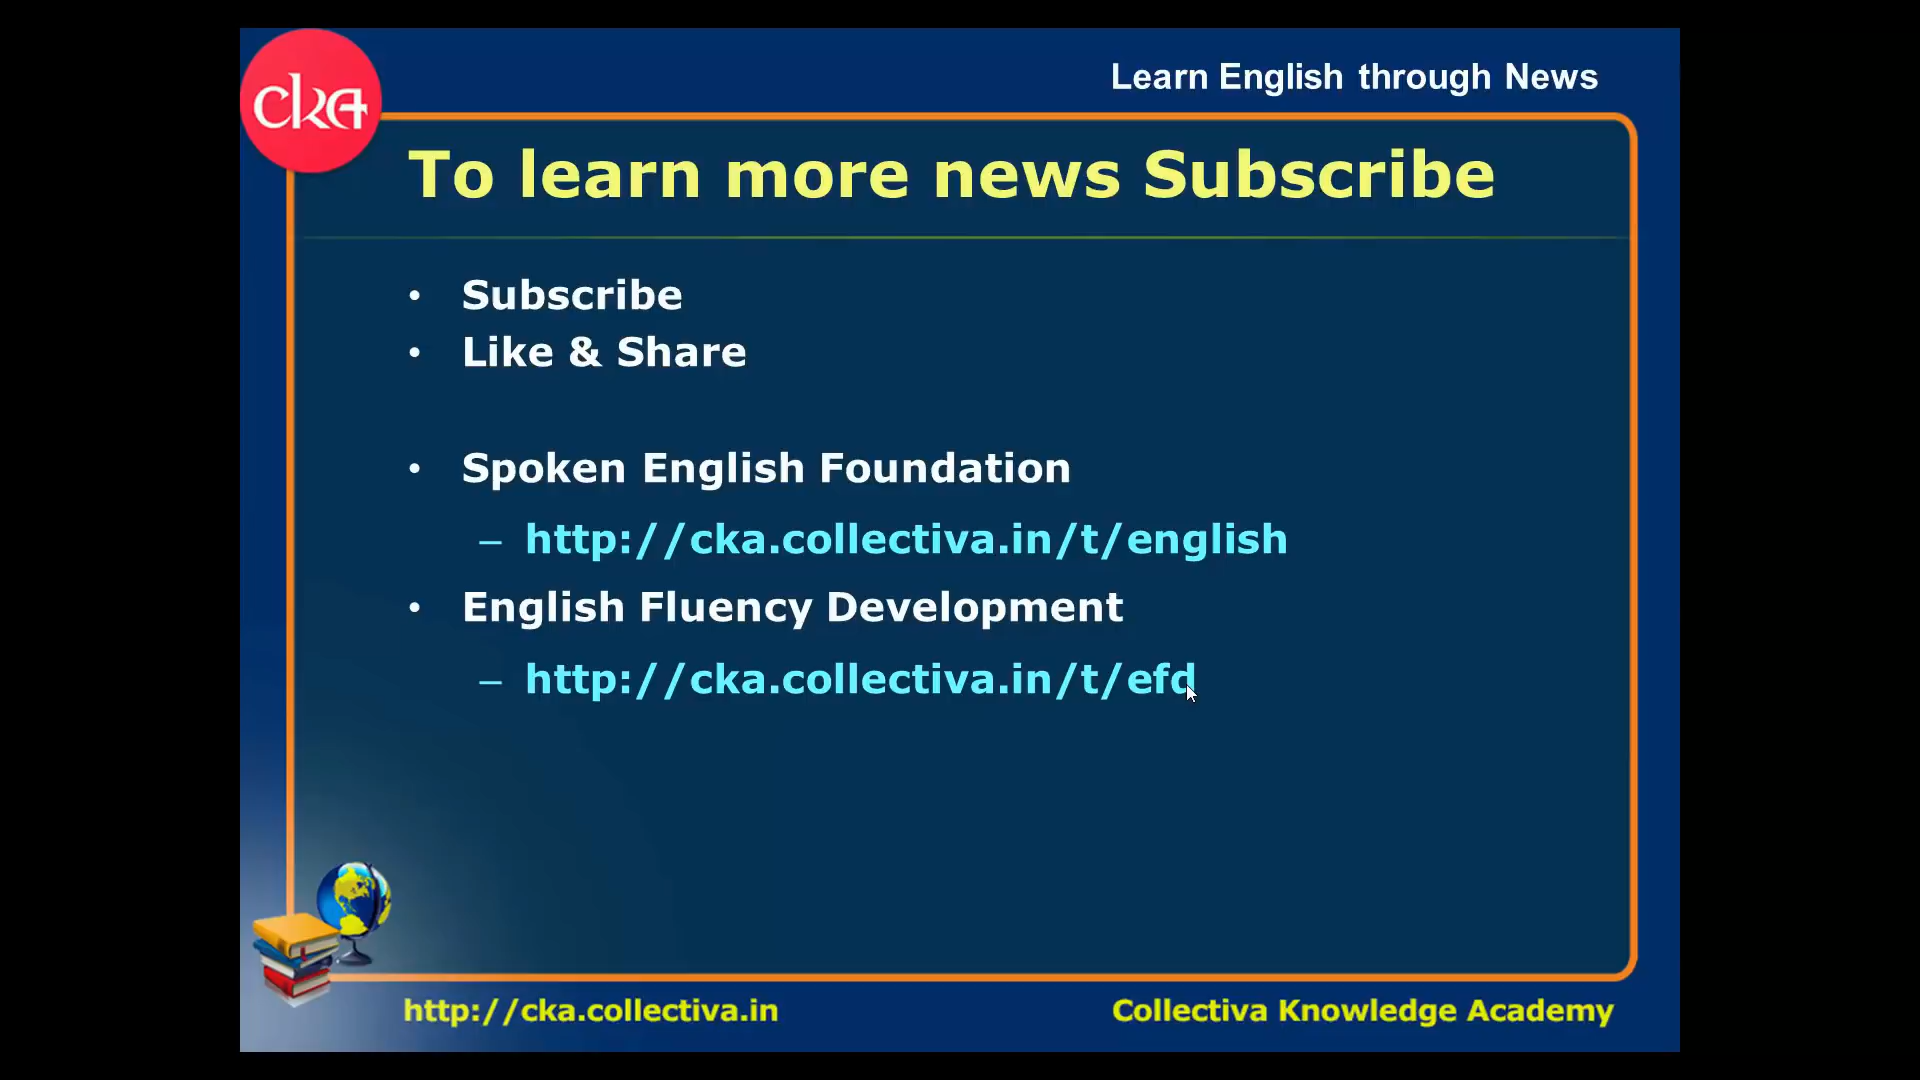 cka
Learn English through News
To learn more news Subscribe
• Subscribe
• Like & Share
• Spoken English Foundation
– http://cka.collectiva.in/t/english
• English Fluency Development
– http://cka.collectiva.in/t/efd
http://cka.collectiva.in
Collectiva Knowledge Academy